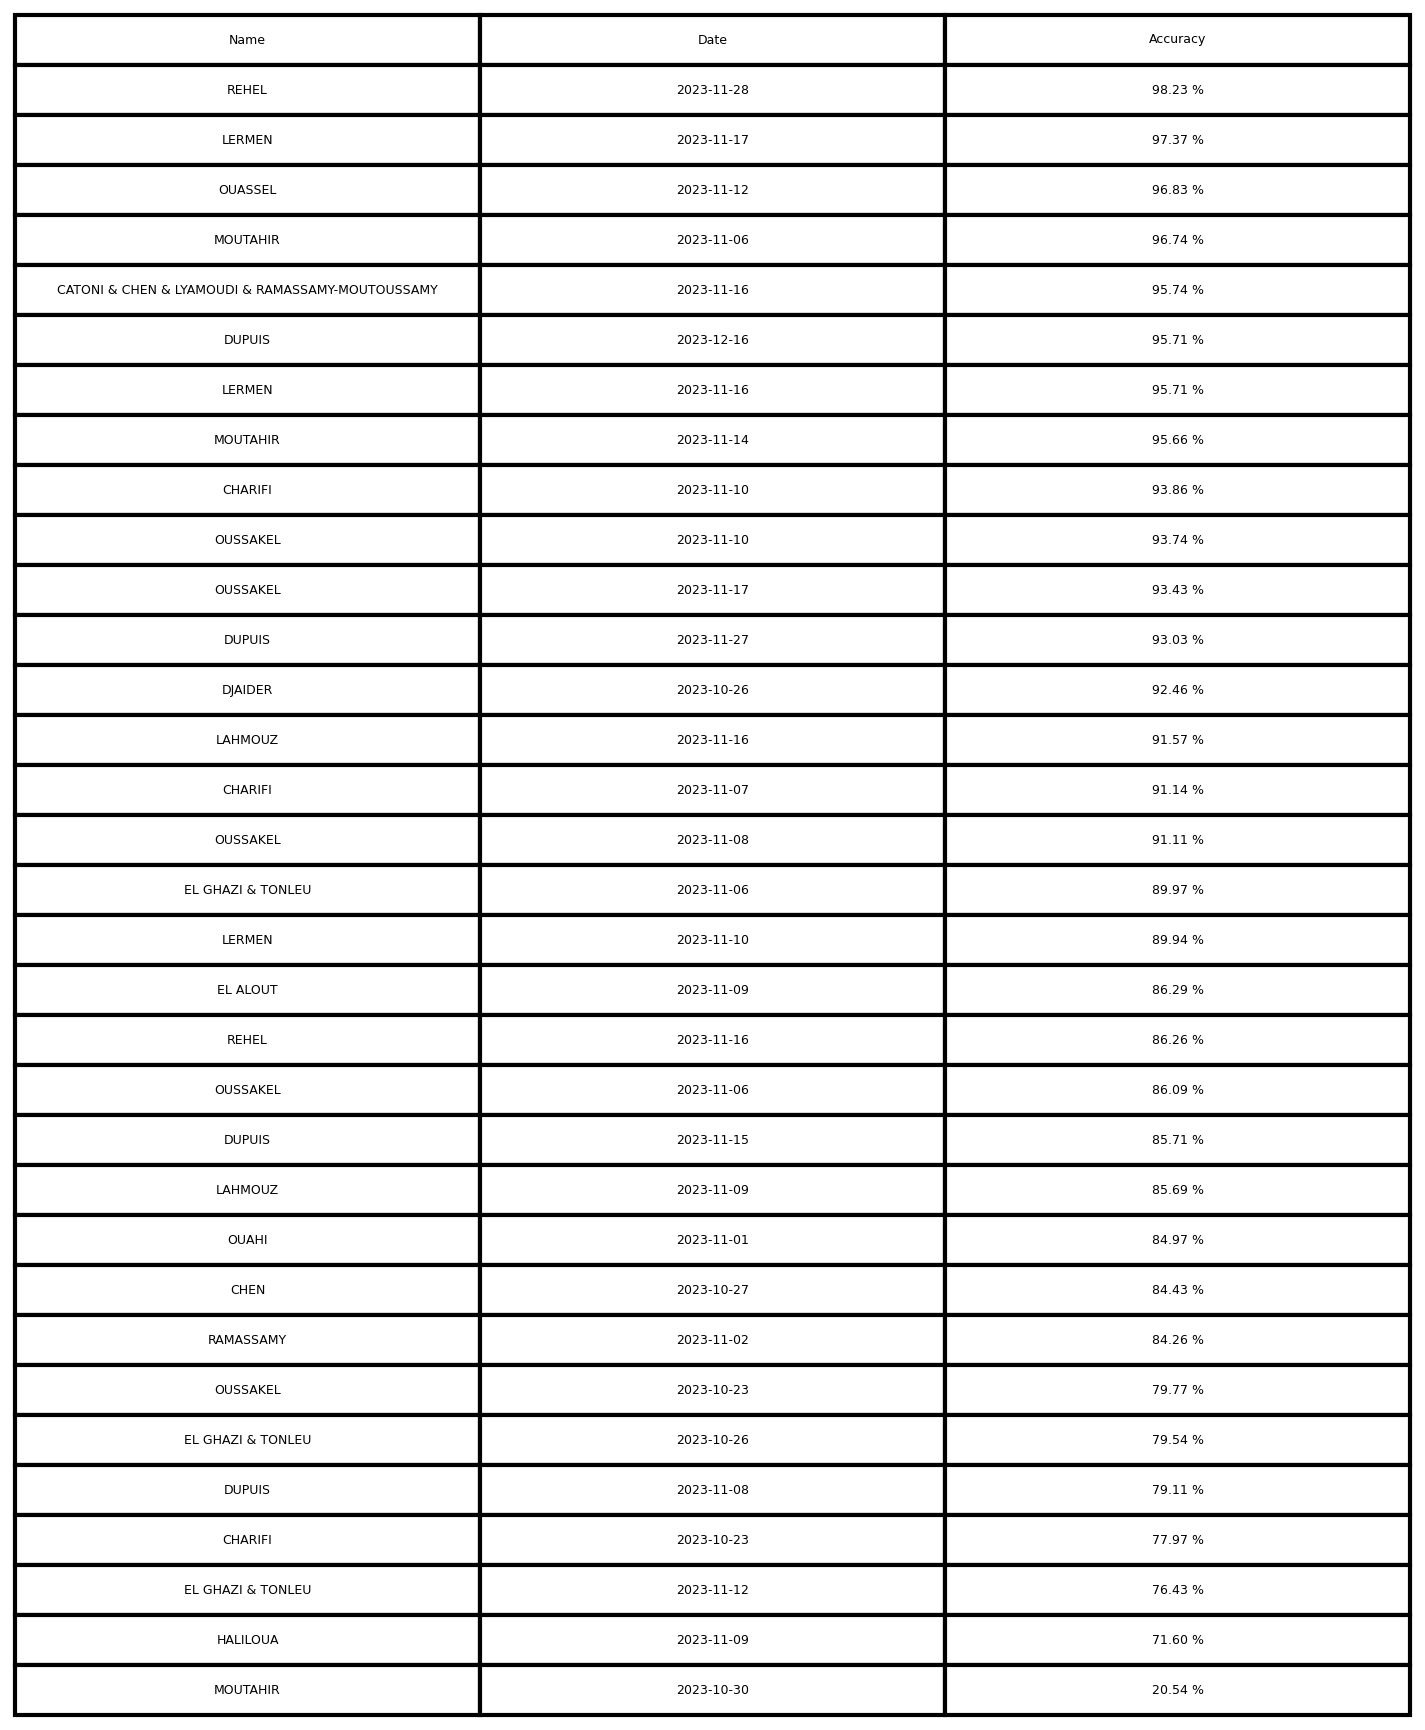 Name Date Accuracy
REHEL 2023-11-28 98.23 %
LERMEN 2023-11-17 97.37 %
OUASSEL 2023-11-12 96.83 %
MOUTAHIR 2023-11-06 96.74 %
CATONI & CHEN & LYAMOUDI & RAMASSAMY-MOUTOUSSAMY 2023-11-16 95.74 %
DUPUIS 2023-12-16 95.71 %
LERMEN 2023-11-16 95.71 %
MOUTAHIR 2023-11-14 95.66 %
CHARIFI 2023-11-10 93.86 %
OUSSAKEL 2023-11-10 93.74 %
OUSSAKEL 2023-11-17 93.43 %
DUPUIS 2023-11-27 93.03 %
DJAIDER 2023-10-26 92.46 %
LAHMOUZ 2023-11-16 91.57 %
CHARIFI 2023-11-07 91.14 %
OUSSAKEL 2023-11-08 91.11 %
EL GHAZI & TONLEU 2023-11-06 89.97 %
LERMEN 2023-11-10 89.94 %
EL ALOUT 2023-11-09 86.29 %
REHEL 2023-11-16 86.26 %
OUSSAKEL 2023-11-06 86.09 %
DUPUIS 2023-11-15 85.71 %
LAHMOUZ 2023-11-09 85.69 %
OUAHI 2023-11-01 84.97 %
CHEN 2023-10-27 84.43 %
RAMASSAMY 2023-11-02 84.26 %
OUSSAKEL 2023-10-23 79.77 %
EL GHAZI & TONLEU 2023-10-26 79.54 %
DUPUIS 2023-11-08 79.11 %
CHARIFI 2023-10-23 77.97 %
EL GHAZI & TONLEU 2023-11-12 76.43 %
HALILOUA 2023-11-09 71.60 %
MOUTAHIR 2023-10-30 20.54 %